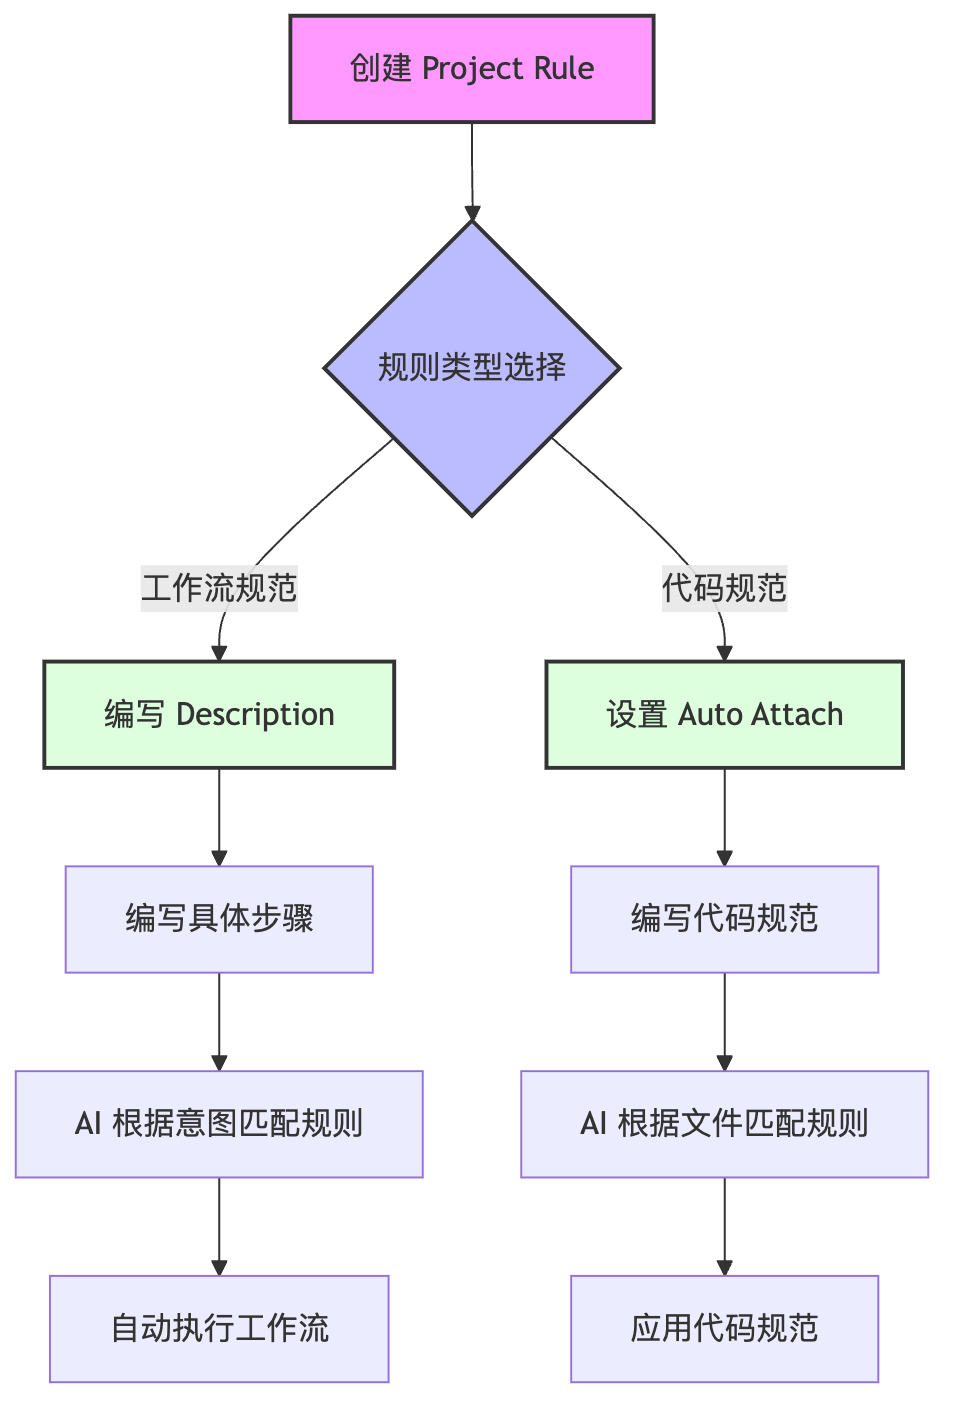 创建 Project Rule
规则类型选择
工作流规范
代码规范
编写 Description
设置 Auto Attach
编写具体步骤
编写代码规范
AI 根据意图匹配规则
AI 根据文件匹配规则
自动执行工作流
应用代码规范